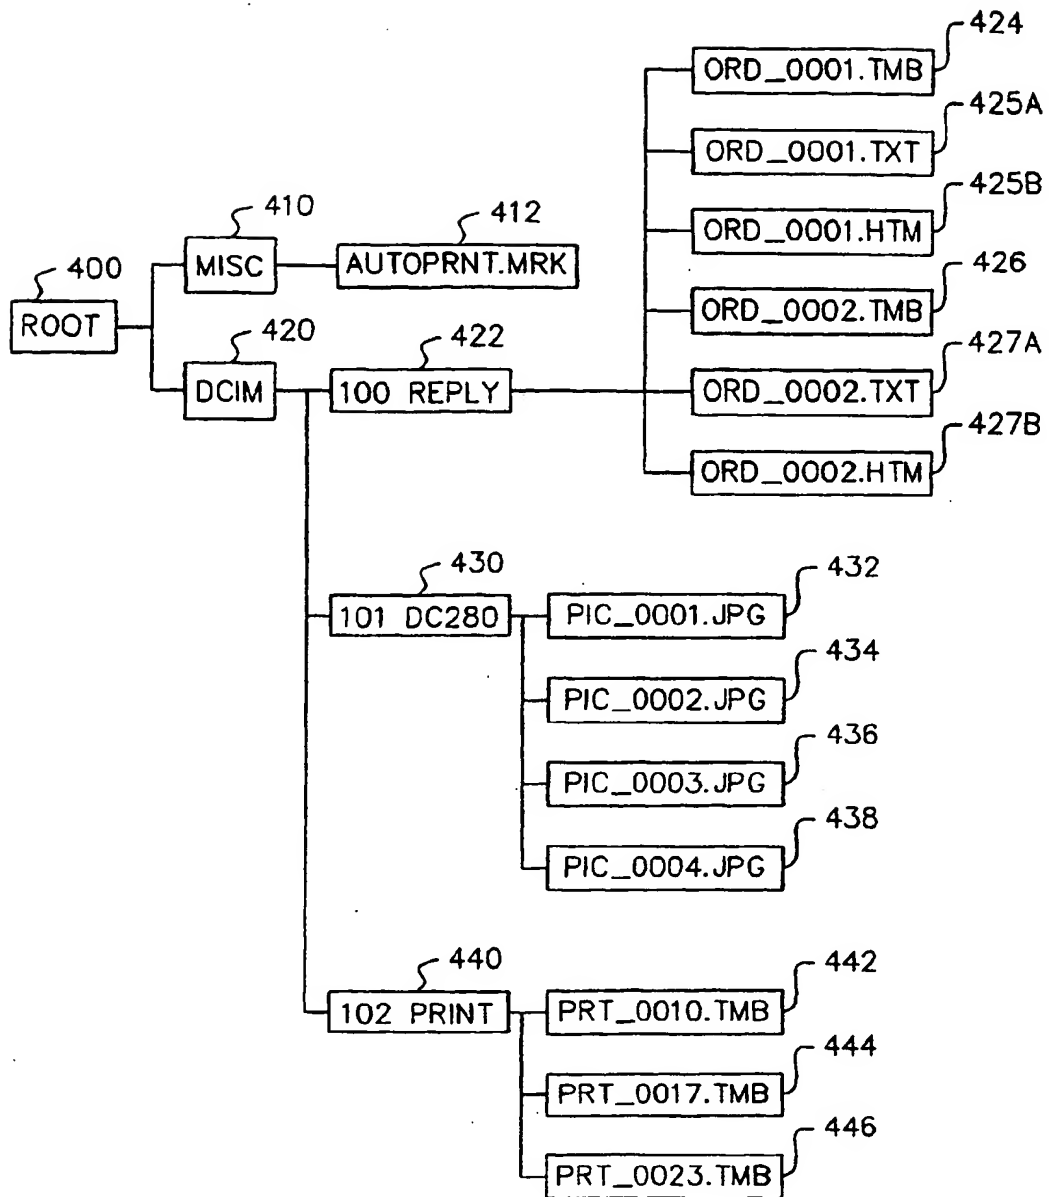 424
ORD_0001.TMB
425A
ORD_0001.TXT
425B
ORD_0001.HTM
426
ORD_0002.TMB
427A
ORD_0002.TXT
427B
ORD_0002.HTM
400
ROOT
410
MISC
412
AUTOPRNT.MRK
420
DCIM
422
100 REPLY
430
101 DC280
432
PIC_0001.JPG
434
PIC_0002.JPG
436
PIC_0003.JPG
438
PIC_0004.JPG
440
102 PRINT
442
PRT_0010.TMB
444
PRT_0017.TMB
446
PRT_0023.TMB